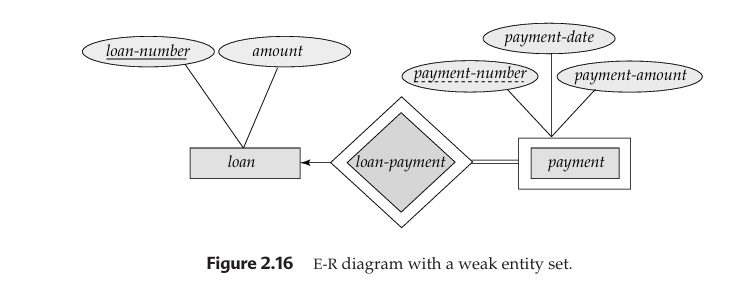 payment-date
loan-number
amount
payment-number
payment-amount
loan
loan-payment
payment
Figure 2.16 E-R diagram with a weak entity set.